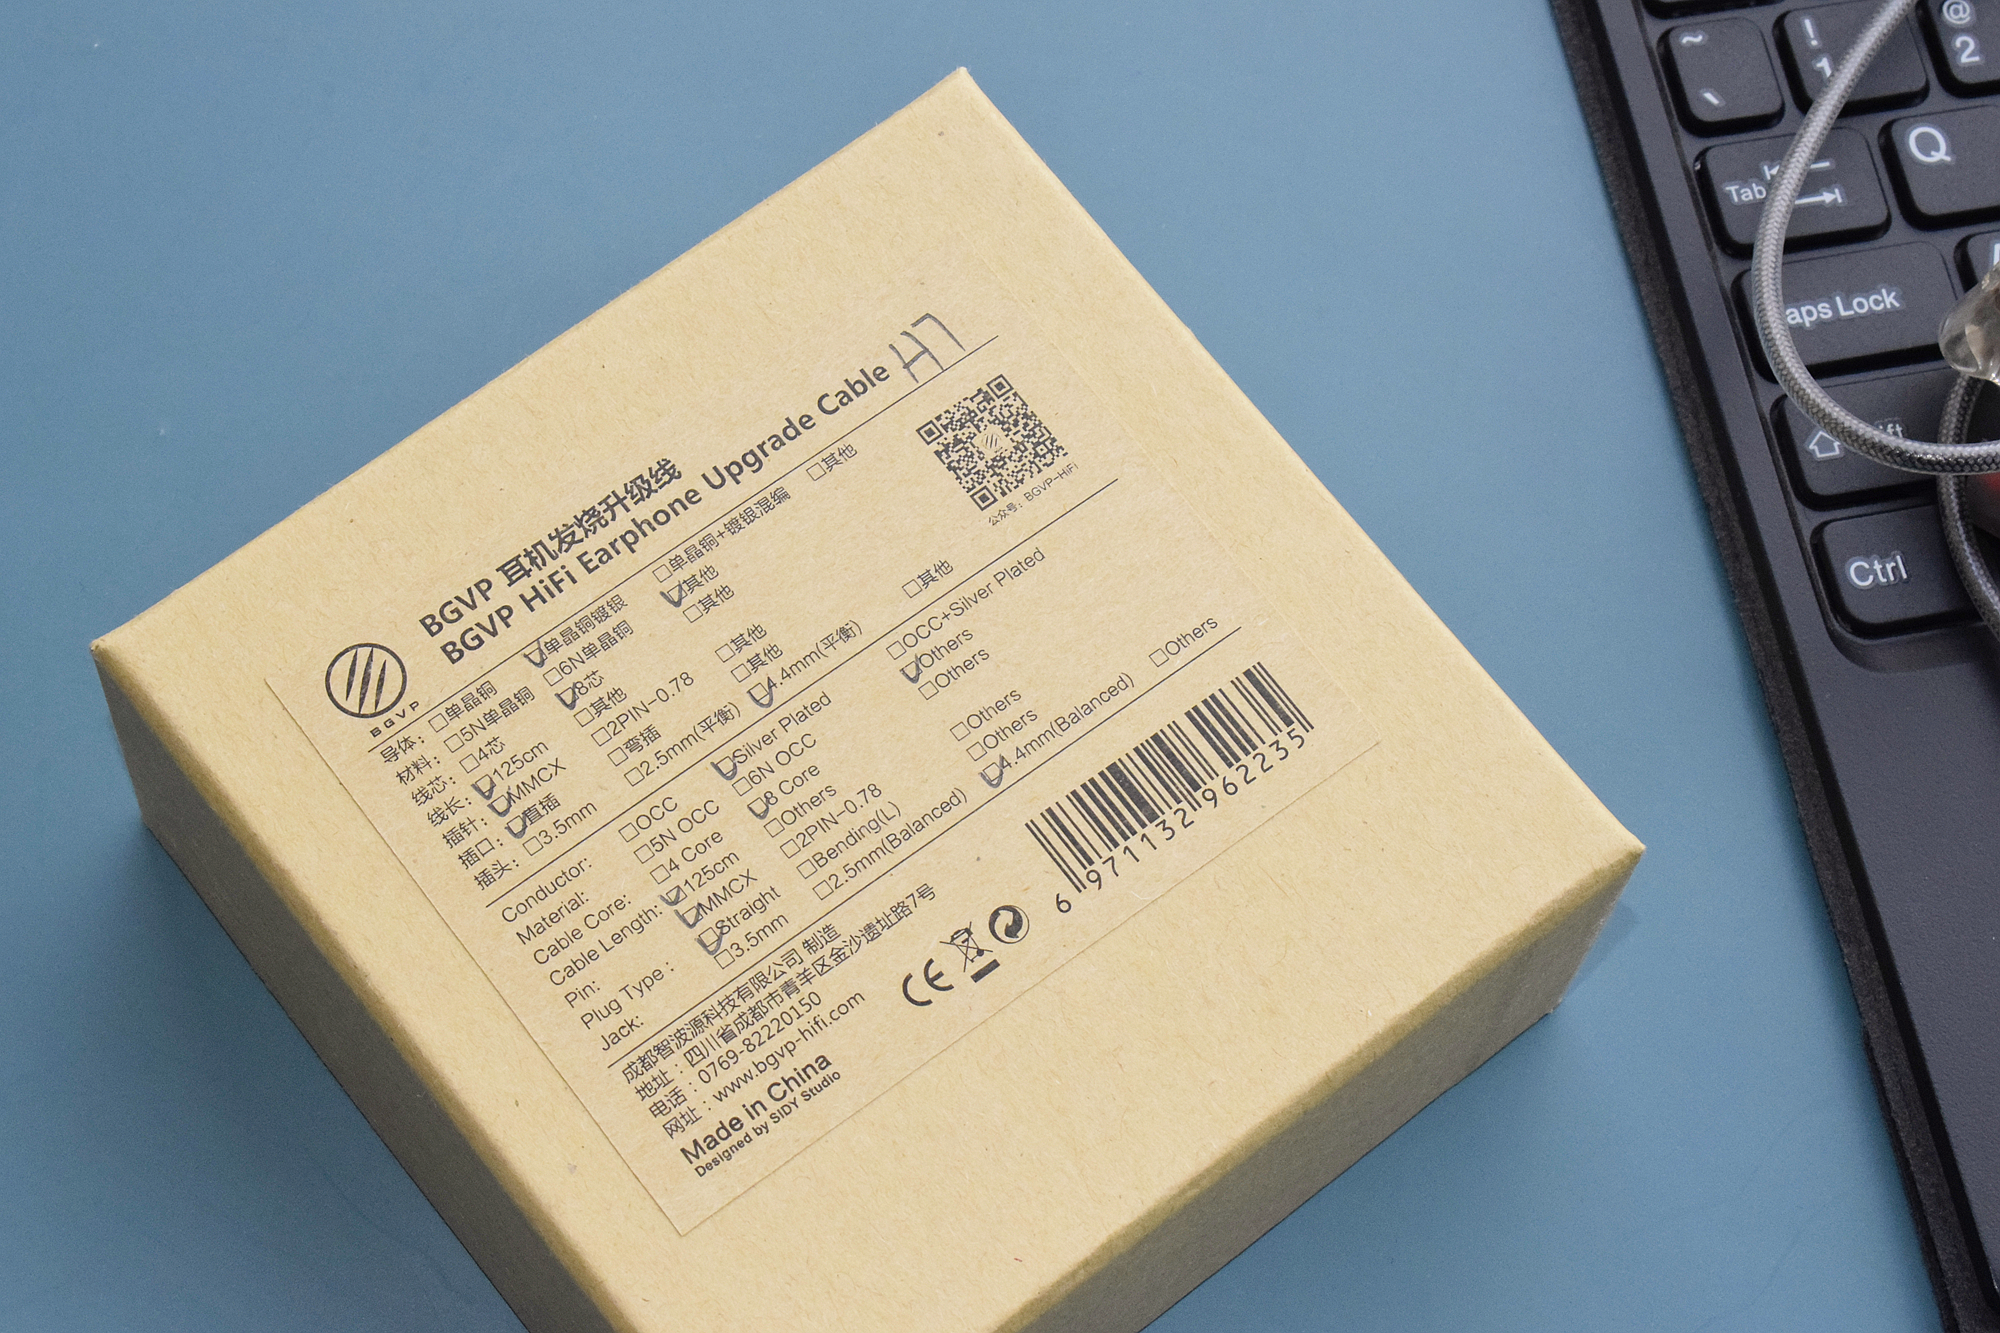 BGVP 耳机发烧升级线
BGVP HiFi Earphone Upgrade Cable H7
BGVP
导体： □单晶铜 ☑单晶铜镀银 □单晶铜+镀银混编 □其他
材料： □5N单晶铜 □6N单晶铜 ☑其他
线芯： □4芯 ☑8芯 □其他
线长： ☑125cm □其他
插针： ☑MMCX □2PIN-0.78 □其他
插口： ☑直插 □弯插 □其他
插头： □3.5mm □2.5mm(平衡) ☑4.4mm(平衡) □其他
公众号：BGVP-HiFi
Conductor: □OCC ☑Silver Plated □OCC+Silver Plated
Material: □5N OCC □6N OCC ☑Others
Cable Core: □4 Core ☑8 Core □Others
Cable Length: ☑125cm □Others
Pin: ☑MMCX □2PIN-0.78 □Others
Plug Type： ☑Straight □Bending(L) □Others
Jack: □3.5mm □2.5mm(Balanced) ☑4.4mm(Balanced) □Others
成都智波源科技有限公司 制造
地址：四川省成都市青羊区金沙遗址路7号
电话：0769-82220150
网址：www.bgvp-hifi.com
Made in China
Designed by SIDY Studio
CE
6971132962235
~ `
! 1
@ 2
Tab
Q
aps Lock
ift
Ctrl